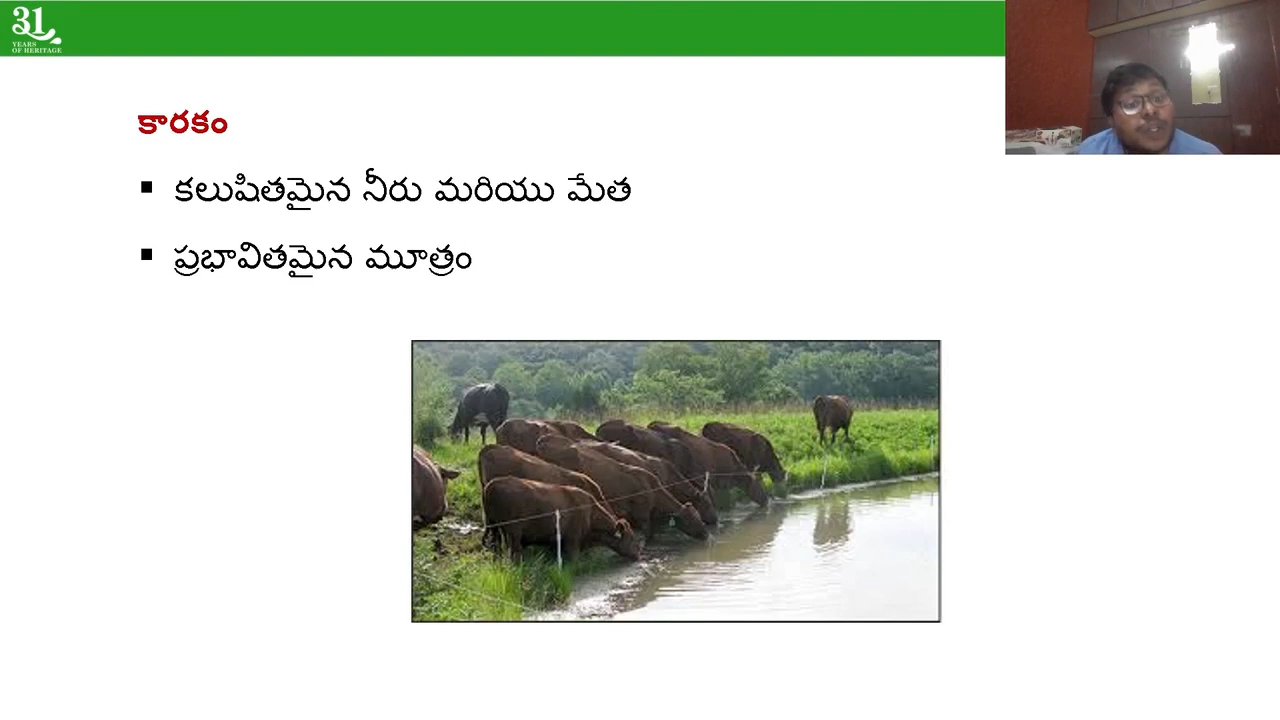 31
YEARS
OF HERITAGE
కారకం
▪ కలుషితమైన నీరు మరియు మేత
▪ ప్రభావితమైన మూత్రం